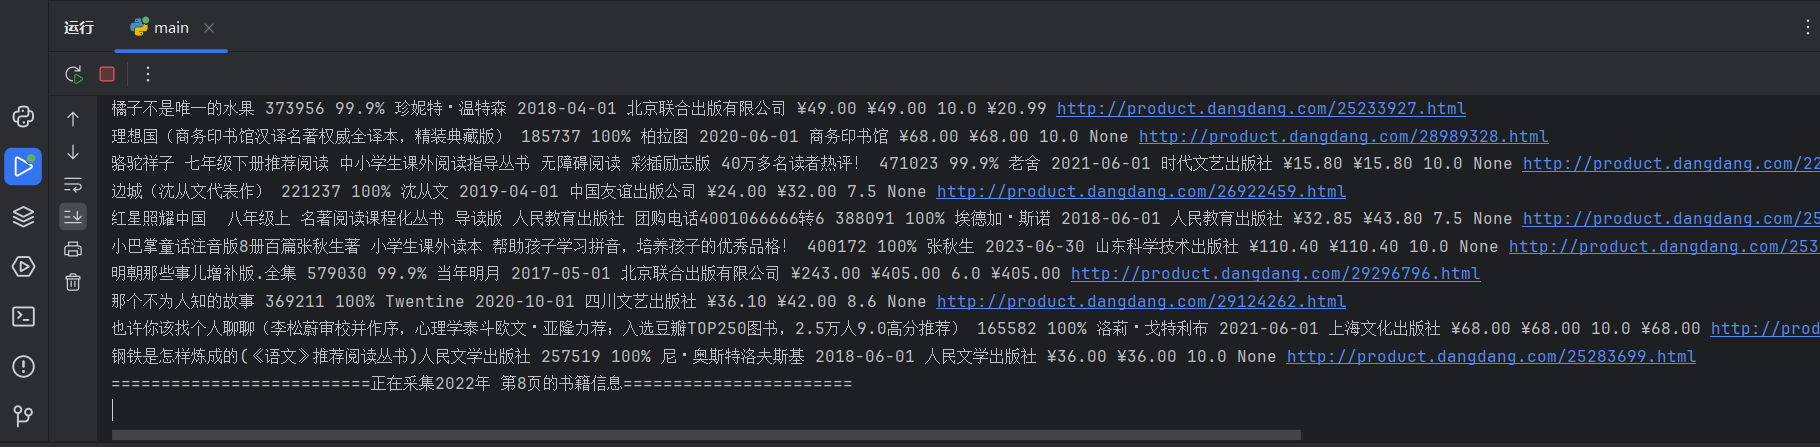 运行 main
橘子不是唯一的水果 373956 99.9% 珍妮特·温特森 2018-04-01 北京联合出版有限公司 ¥49.00 ¥49.00 10.0 ¥20.99 http://product.dangdang.com/25233927.html
理想国（商务印书馆汉译名著权威全译本，精装典藏版） 185737 100% 柏拉图 2020-06-01 商务印书馆 ¥68.00 ¥68.00 10.0 None http://product.dangdang.com/28989328.html
骆驼祥子 七年级下册推荐阅读 中小学生课外阅读指导丛书 无障碍阅读 彩插励志版 40万多名读者热评！ 471023 99.9% 老舍 2021-06-01 时代文艺出版社 ¥15.80 ¥15.80 10.0 None http://product.dangdang.com/22
边城（沈从文代表作） 221237 100% 沈从文 2019-04-01 中国友谊出版公司 ¥24.00 ¥32.00 7.5 None http://product.dangdang.com/26922459.html
红星照耀中国 八年级上 名著阅读课程化丛书 导读版 人民教育出版社 团购电话4001066666转6 388091 100% 埃德加·斯诺 2018-06-01 人民教育出版社 ¥32.85 ¥43.80 7.5 None http://product.dangdang.com/25
小巴掌童话注音版8册百篇张秋生著 小学生课外读本 帮助孩子学习拼音，培养孩子的优秀品格！ 400172 100% 张秋生 2023-06-30 山东科学技术出版社 ¥110.40 ¥110.40 10.0 None http://product.dangdang.com/253
明朝那些事儿增补版.全集 579030 99.9% 当年明月 2017-05-01 北京联合出版有限公司 ¥243.00 ¥405.00 6.0 ¥405.00 http://product.dangdang.com/29296796.html
那个不为人知的故事 369211 100% Twentine 2020-10-01 四川文艺出版社 ¥36.10 ¥42.00 8.6 None http://product.dangdang.com/29124262.html
也许你该找个人聊聊（李松蔚审校并作序，心理学泰斗欧文·亚隆力荐；入选豆瓣TOP250图书，2.5万人9.0高分推荐） 165582 100% 洛莉·戈特利布 2021-06-01 上海文化出版社 ¥68.00 ¥68.00 10.0 ¥68.00 http://prod
钢铁是怎样炼成的(《语文》推荐阅读丛书)人民文学出版社 257519 100% 尼·奥斯特洛夫斯基 2018-06-01 人民文学出版社 ¥36.00 ¥36.00 10.0 None http://product.dangdang.com/25283699.html
==========================正在采集2022年 第8页的书籍信息=======================